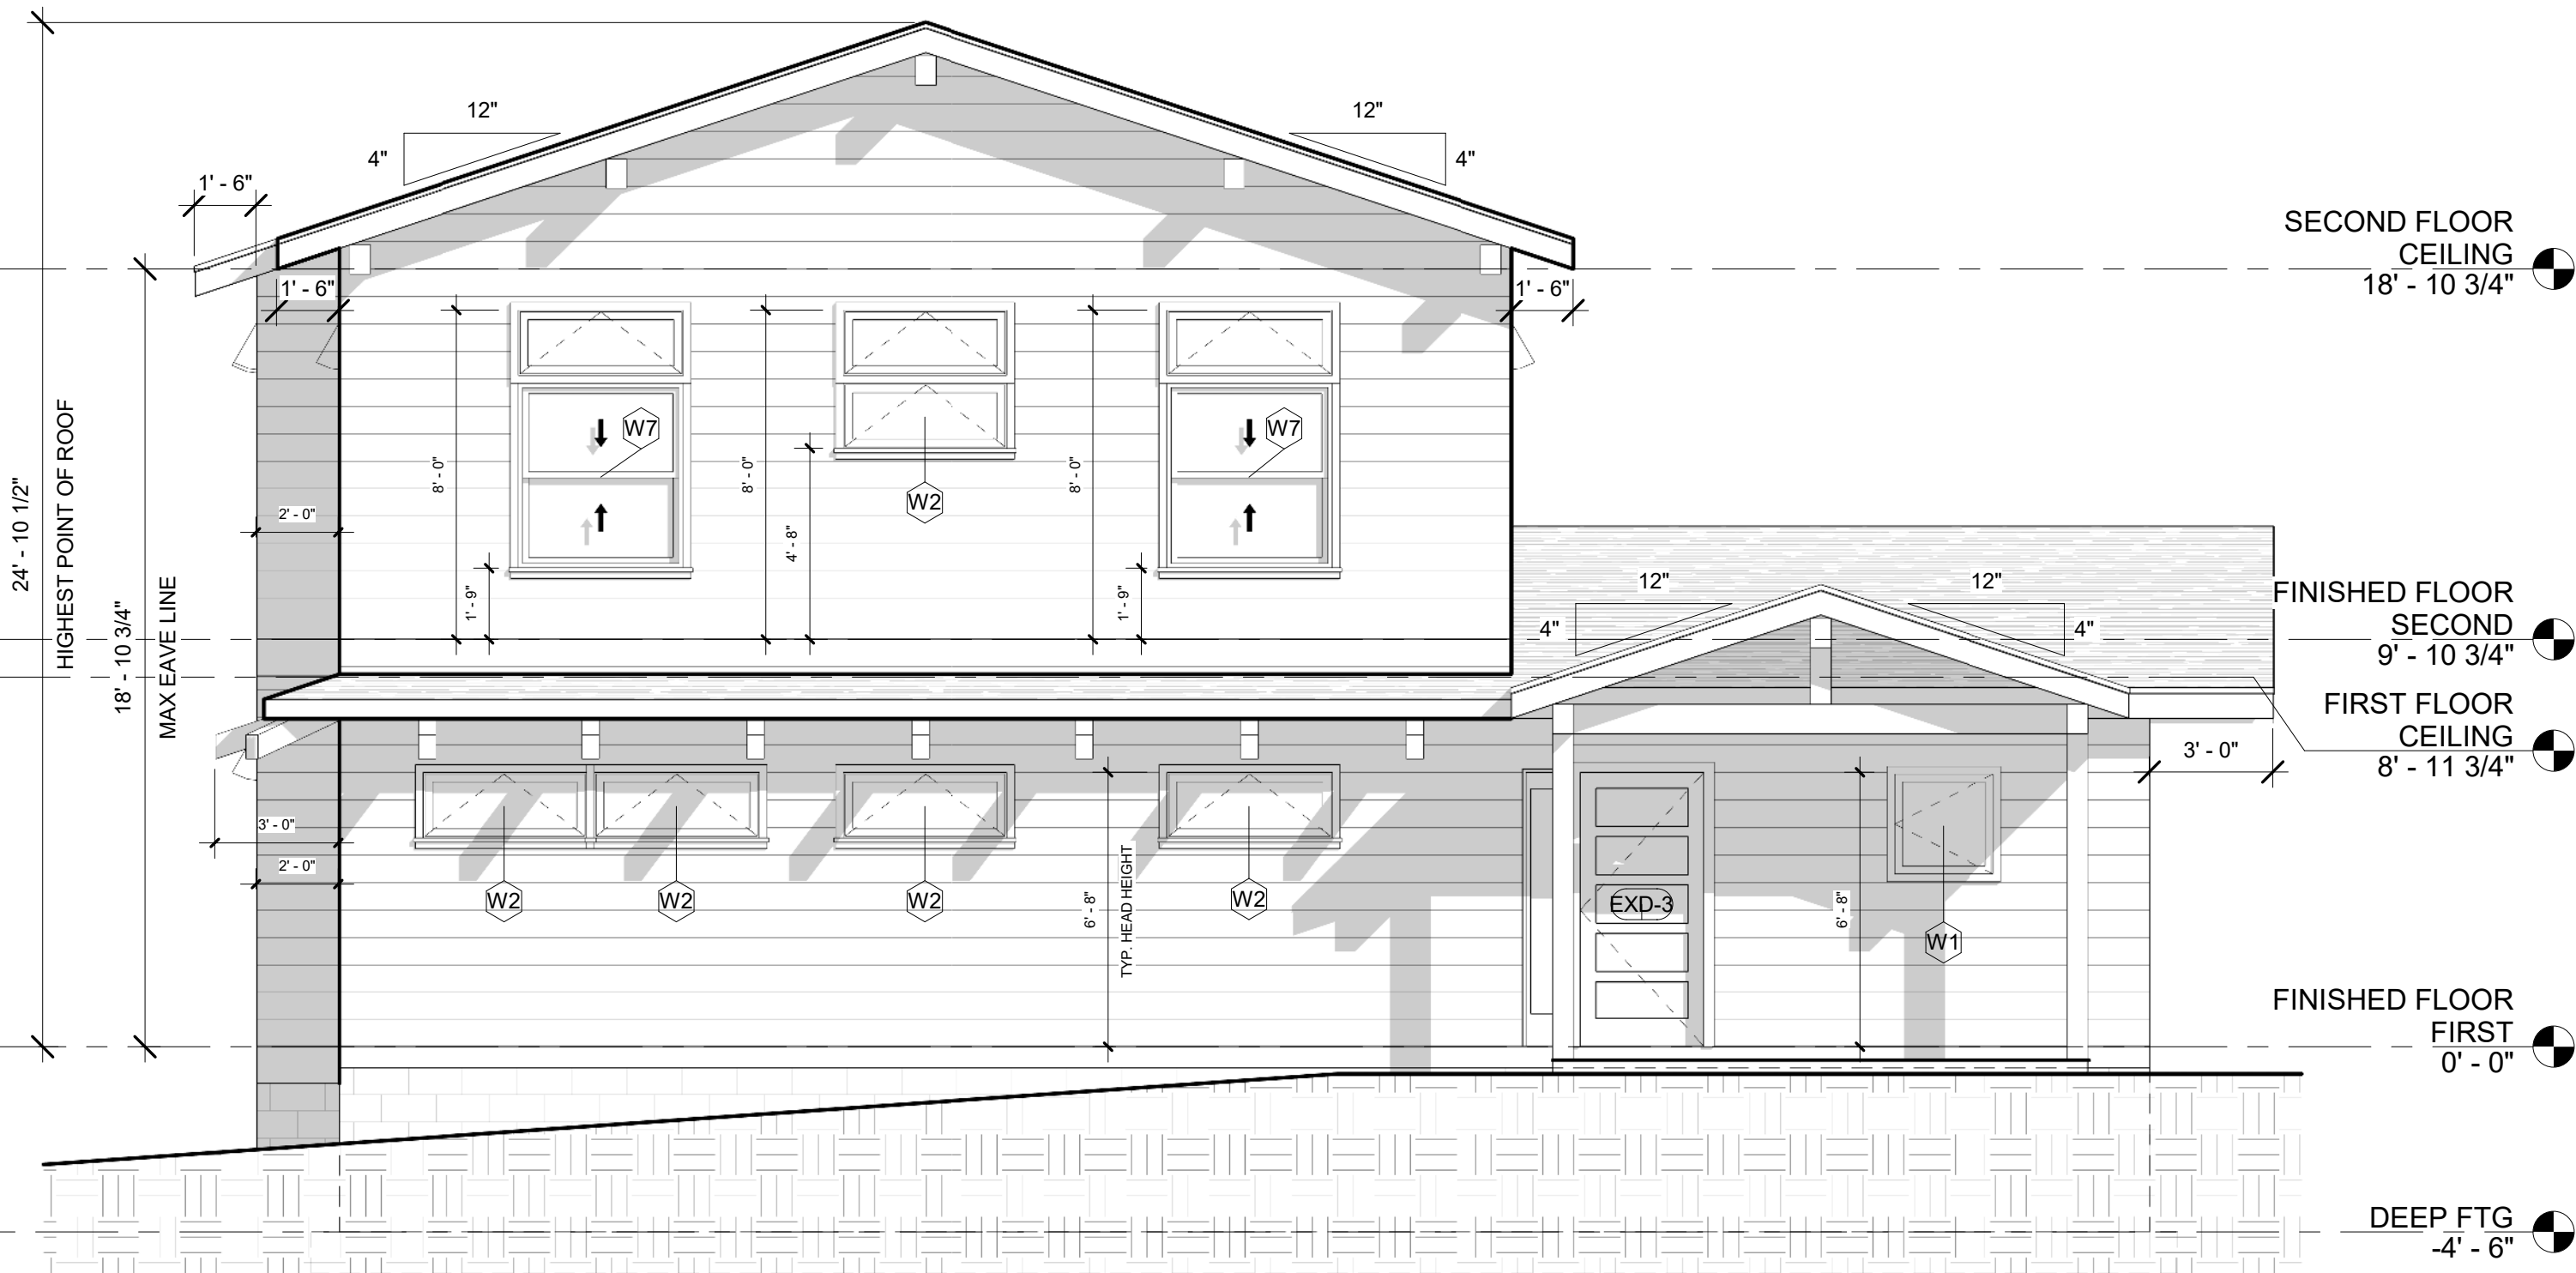 12"
4"
12"
4"
1' - 6"
SECOND FLOOR
CEILING
18' - 10 3/4"
1' - 6"
1' - 6"
24' - 10 1/2"
HIGHEST POINT OF ROOF
18' - 10 3/4"
MAX EAVE LINE
8' - 0"
W7
8' - 0"
W2
8' - 0"
W7
2' - 0"
4' - 8"
1' - 9"
1' - 9"
12"
4"
12"
4"
FINISHED FLOOR
SECOND
9' - 10 3/4"
FIRST FLOOR
CEILING
8' - 11 3/4"
3' - 0"
3' - 0"
2' - 0"
W2
W2
W2
W2
6' - 8"
TYP. HEAD HEIGHT
EXD-3
6' - 8"
W1
FINISHED FLOOR
FIRST
0' - 0"
DEEP FTG
-4' - 6"